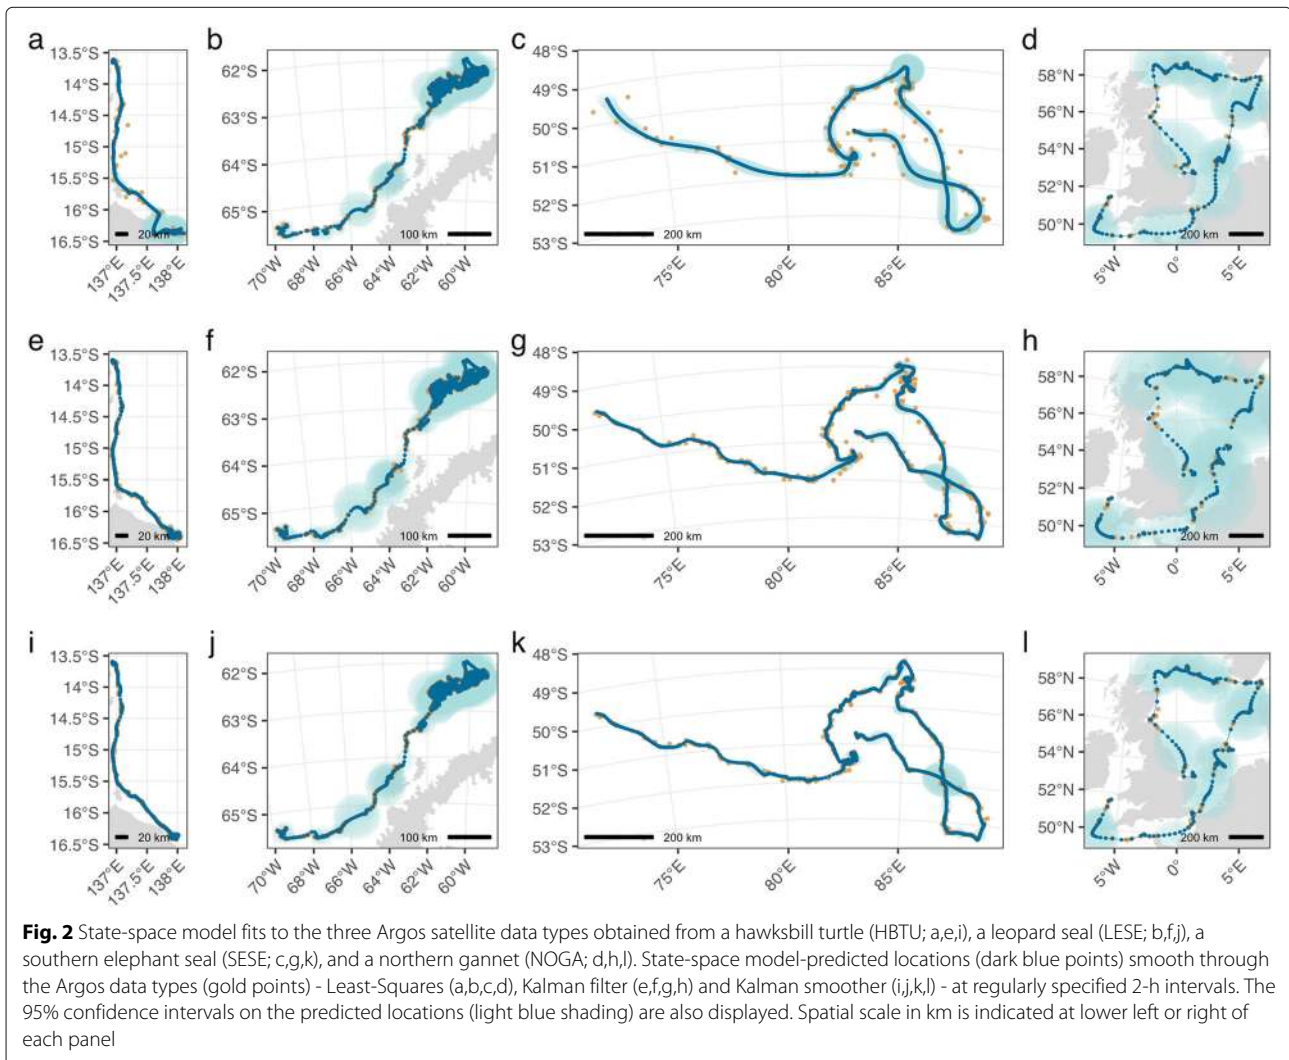 a
b
c
d
13.5°S
14°S
14.5°S
15°S
15.5°S
16°S
16.5°S
20 km
137°E
137.5°E
138°E
62°S
63°S
64°S
65°S
100 km
70°W
68°W
66°W
64°W
62°W
60°W
48°S
49°S
50°S
51°S
52°S
53°S
200 km
75°E
80°E
85°E
58°N
56°N
54°N
52°N
50°N
200 km
5°W
0°
5°E
e
f
g
h
13.5°S
14°S
14.5°S
15°S
15.5°S
16°S
16.5°S
20 km
137°E
137.5°E
138°E
62°S
63°S
64°S
65°S
100 km
70°W
68°W
66°W
64°W
62°W
60°W
48°S
49°S
50°S
51°S
52°S
53°S
200 km
75°E
80°E
85°E
58°N
56°N
54°N
52°N
50°N
200 km
5°W
0°
5°E
i
j
k
l
13.5°S
14°S
14.5°S
15°S
15.5°S
16°S
16.5°S
20 km
137°E
137.5°E
138°E
62°S
63°S
64°S
65°S
100 km
70°W
68°W
66°W
64°W
62°W
60°W
48°S
49°S
50°S
51°S
52°S
53°S
200 km
75°E
80°E
85°E
58°N
56°N
54°N
52°N
50°N
200 km
5°W
0°
5°E
Fig. 2 State-space model fits to the three Argos satellite data types obtained from a hawksbill turtle (HBTU; a,e,i), a leopard seal (LESE; b,f,j), a
southern elephant seal (SESE; c,g,k), and a northern gannet (NOGA; d,h,l). State-space model-predicted locations (dark blue points) smooth through
the Argos data types (gold points) - Least-Squares (a,b,c,d), Kalman filter (e,f,g,h) and Kalman smoother (i,j,k,l) - at regularly specified 2-h intervals. The
95% confidence intervals on the predicted locations (light blue shading) are also displayed. Spatial scale in km is indicated at lower left or right of
each panel